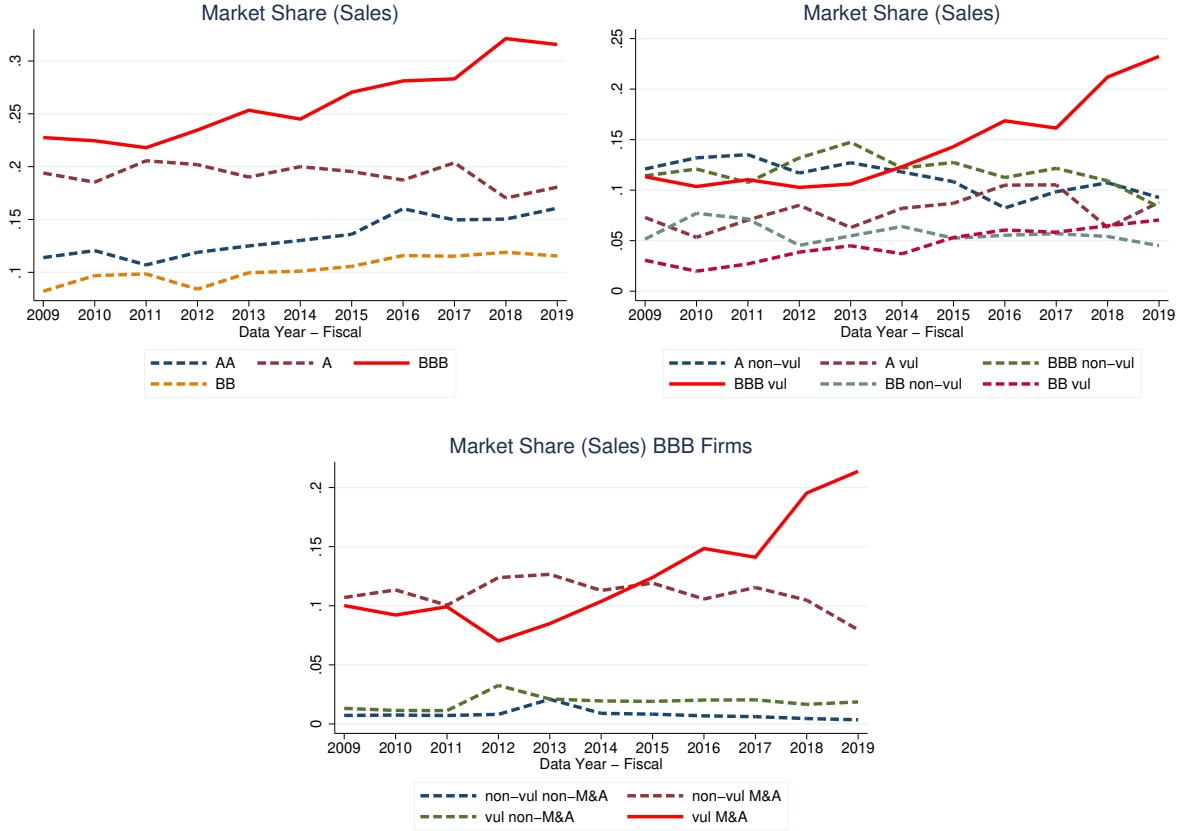 Market Share (Sales)
.3
.25
.2
.15
.1
2009 2010 2011 2012 2013 2014 2015 2016 2017 2018 2019
Data Year − Fiscal
AA A BBB
BB
Market Share (Sales)
.25
.2
.15
.1
.05
0
2009 2010 2011 2012 2013 2014 2015 2016 2017 2018 2019
Data Year − Fiscal
A non−vul A vul BBB non−vul
BBB vul BB non−vul BB vul
Market Share (Sales) BBB Firms
.2
.15
.1
.05
0
2009 2010 2011 2012 2013 2014 2015 2016 2017 2018 2019
Data Year − Fiscal
non−vul non−M&A non−vul M&A
vul non−M&A vul M&A